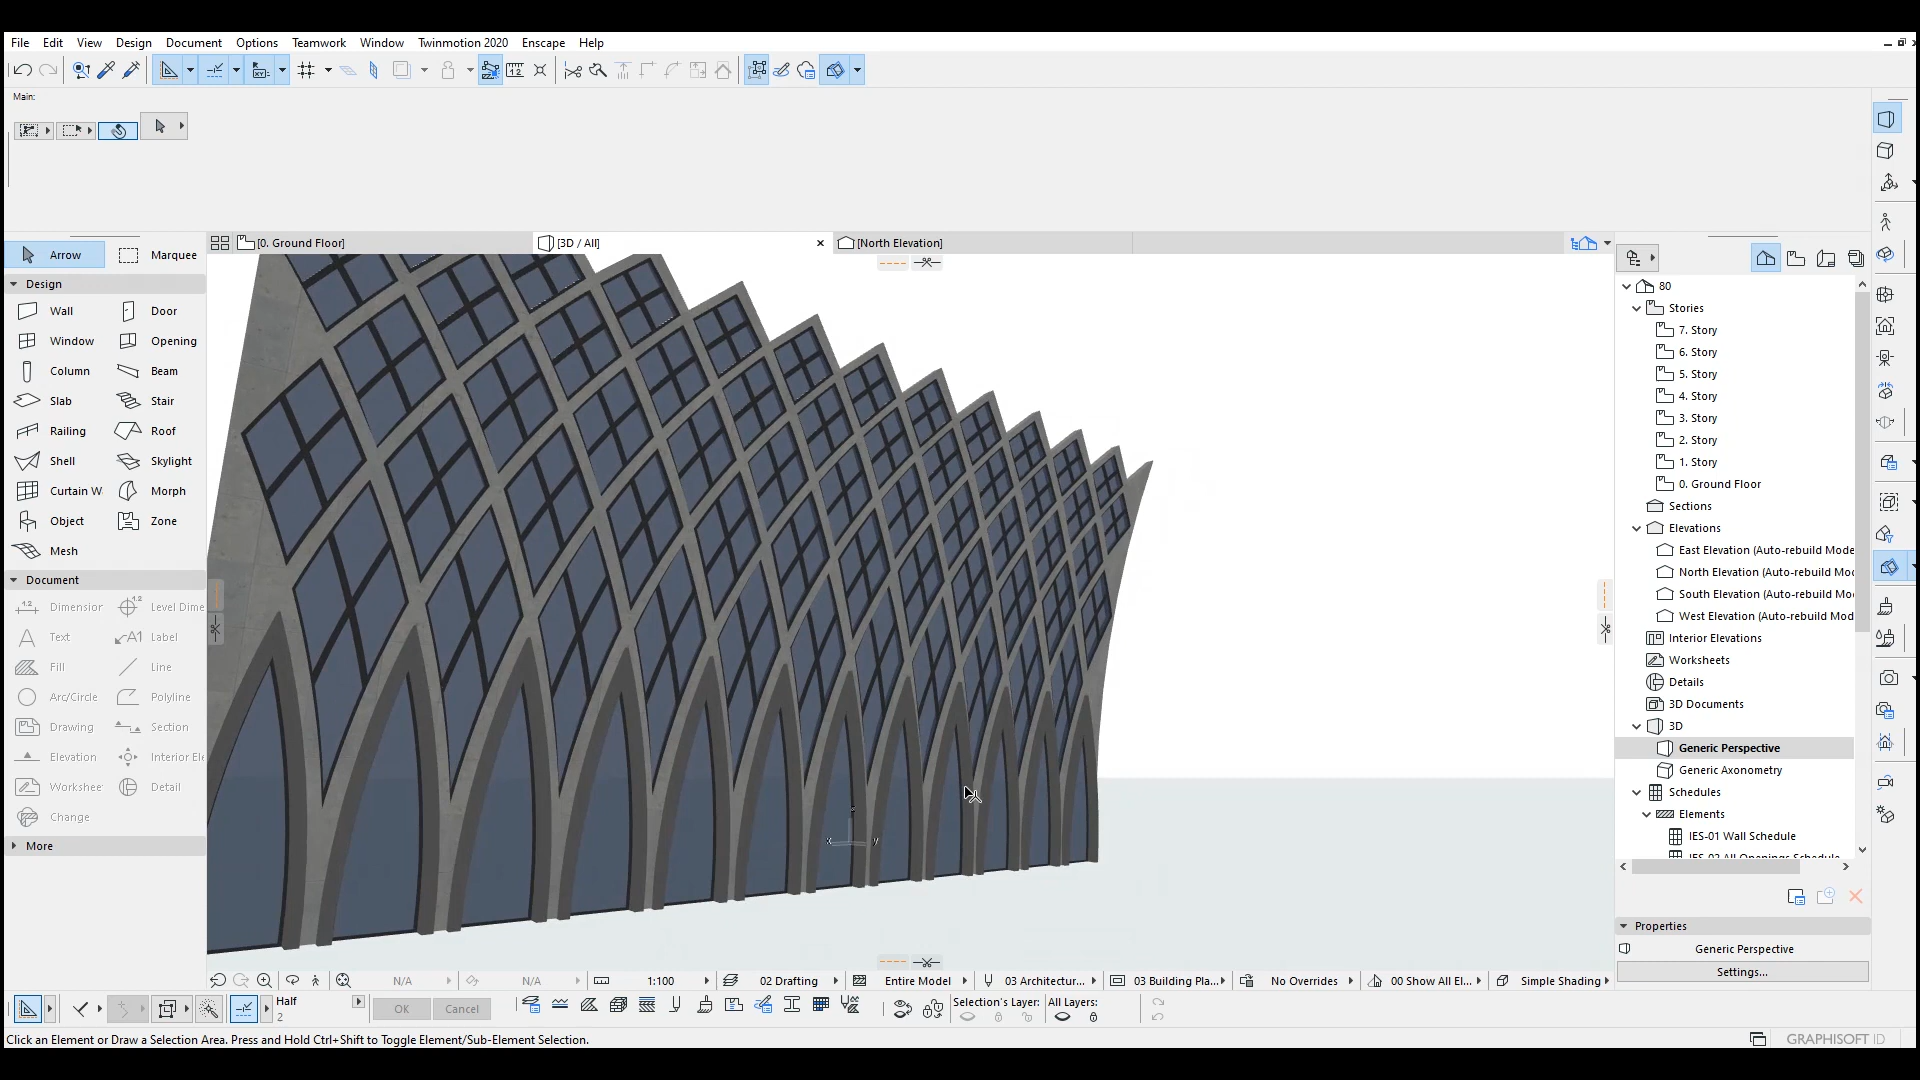 File Edit View Design Document Options Teamwork Window Twinmotion 2020 Enscape Help
Main:
[0. Ground Floor]
[3D / All]
[North Elevation]
Arrow
Marquee
Design
Wall
Door
Window
Opening
Column
Beam
Slab
Stair
Railing
Roof
Shell
Skylight
Curtain W
Morph
Object
Zone
Mesh
Document
Dimension
Level Dime
Text
Label
Fill
Line
Arc/Circle
Polyline
Drawing
Section
Elevation
Interior Ele
Workshee
Detail
Change
More
80
Stories
7. Story
6. Story
5. Story
4. Story
3. Story
2. Story
1. Story
0. Ground Floor
Sections
Elevations
East Elevation (Auto-rebuild Mode
North Elevation (Auto-rebuild Mo
South Elevation (Auto-rebuild Mo
West Elevation (Auto-rebuild Mod
Interior Elevations
Worksheets
Details
3D Documents
3D
Generic Perspective
Generic Axonometry
Schedules
Elements
IES-01 Wall Schedule
IES-02 All Openings Schedule
Properties
Generic Perspective
Settings...
N/A
N/A
1:100
02 Drafting
Entire Model
03 Architectur...
03 Building Pla...
No Overrides
00 Show All El...
Simple Shading
Half
2
OK
Cancel
Selection's Layer:
All Layers:
Click an Element or Draw a Selection Area. Press and Hold Ctrl+Shift to Toggle Element/Sub-Element Selection.
GRAPHISOFT ID